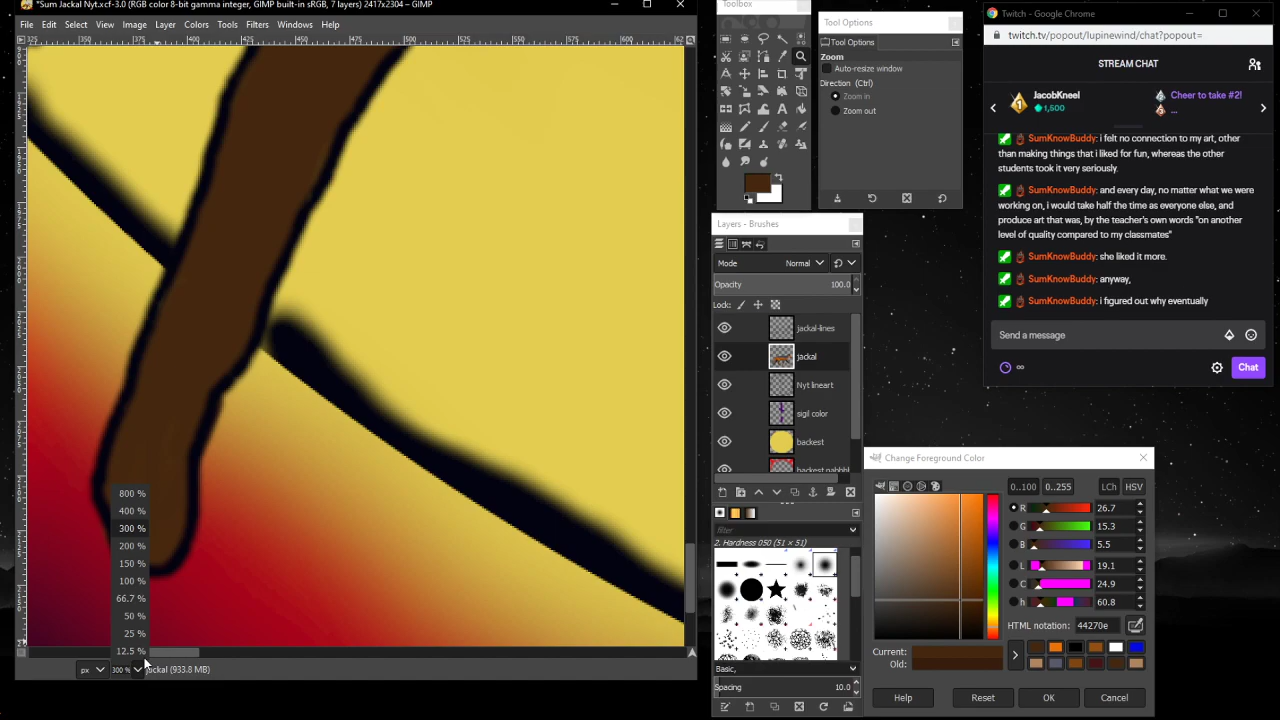 *Sum Jackal Nyt.xcf-3.0 (RGB color 8-bit gamma integer, GIMP built-in sRGB, 7 layers) 2417x2304 – GIMP
File Edit Select View Image Layer Colors Tools Filters Windows Help
800 %
400 %
300 %
200 %
150 %
100 %
66.7 %
50 %
25 %
12.5 %
px
300 %
jackal (933.8 MB)
Toolbox
Tool Options
Tool Options
Zoom
Auto-resize window
Direction (Ctrl)
Zoom in
Zoom out
Layers - Brushes
Mode Normal
Opacity 100.0
Lock:
jackal-lines
jackal
Nyt lineart
sigil color
backest
filter
2. Hardness 050 (51 × 51)
Basic,
Spacing 10.0
Twitch - Google Chrome
twitch.tv/popout/lupinewind/chat?popout=
STREAM CHAT
1
JacobKneel
1,500
Cheer to take #2!
...
SumKnowBuddy: i felt no connection to my art, other
than making things that i liked for fun, whereas the other
students took it very seriously.
SumKnowBuddy: and every day, no matter what we were
working on, i would take half the time as everyone else, and
produce art that was, by the teacher's own words "on another
level of quality compared to my classmates"
SumKnowBuddy: she liked it more.
SumKnowBuddy: anyway,
SumKnowBuddy: i figured out why eventually
Send a message
∞
Chat
Change Foreground Color
0..100 0..255 LCh HSV
R 26.7
G 15.3
B 5.5
L 19.1
C 24.9
h 60.8
HTML notation: 44270e
Current:
Old:
Help Reset OK Cancel